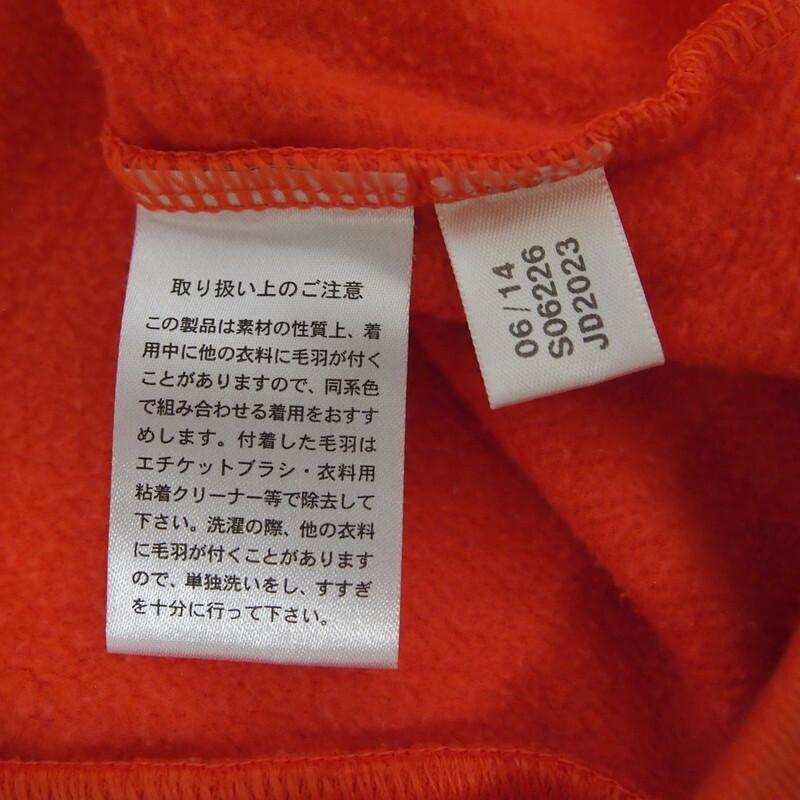 取り扱い上のご注意
この製品は素材の性質上、着
用中に他の衣料に毛羽が付く
ことがありますので、同系色
で組み合わせる着用をおすす
めします。付着した毛羽は
エチケットブラシ・衣料用
粘着クリーナー等で除去して
下さい。洗濯の際、他の衣料
に毛羽が付くことがあります
ので、単独洗いをし、すすぎ
を十分に行って下さい。
06/14
S06226
JD2023